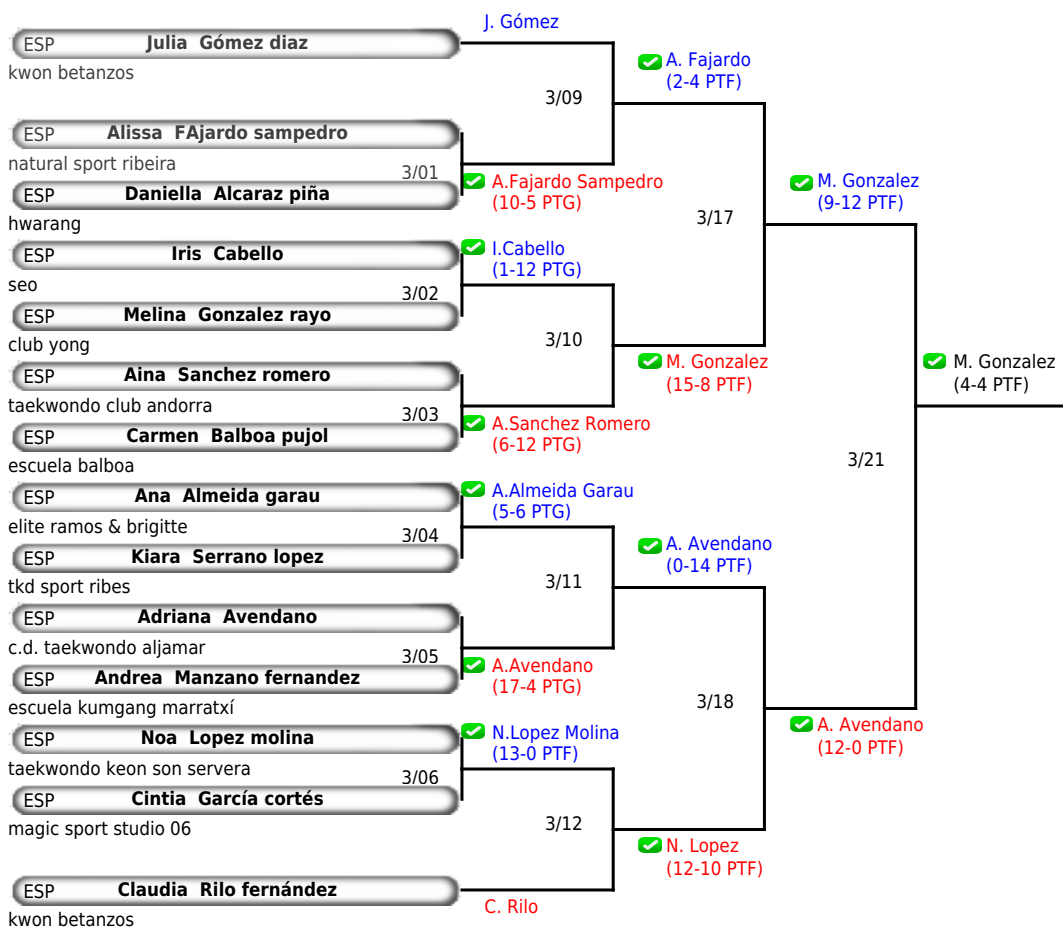 J. Gómez
ESP Julia Gómez diaz
kwon betanzos
A. Fajardo
(2-4 PTF)
3/09
ESP Alissa FAjardo sampedro
natural sport ribeira
3/01
A.Fajardo Sampedro
(10-5 PTG)
ESP Daniella Alcaraz piña
hwarang
M. Gonzalez
(9-12 PTF)
3/17
ESP Iris Cabello
seo
I.Cabello
(1-12 PTG)
3/02
ESP Melina Gonzalez rayo
club yong
3/10
M. Gonzalez
(15-8 PTF)
M. Gonzalez
(4-4 PTF)
ESP Aina Sanchez romero
taekwondo club andorra
3/03
A.Sanchez Romero
(6-12 PTG)
ESP Carmen Balboa pujol
escuela balboa
3/21
ESP Ana Almeida garau
elite ramos & brigitte
A.Almeida Garau
(5-6 PTG)
3/04
ESP Kiara Serrano lopez
tkd sport ribes
A. Avendano
(0-14 PTF)
3/11
ESP Adriana Avendano
c.d. taekwondo aljamar
3/05
A.Avendano
(17-4 PTG)
ESP Andrea Manzano fernandez
escuela kumgang marratxí
3/18
A. Avendano
(12-0 PTF)
ESP Noa Lopez molina
taekwondo keon son servera
N.Lopez Molina
(13-0 PTF)
3/06
ESP Cintia García cortés
magic sport studio 06
3/12
N. Lopez
(12-10 PTF)
ESP Claudia Rilo fernández
kwon betanzos
C. Rilo